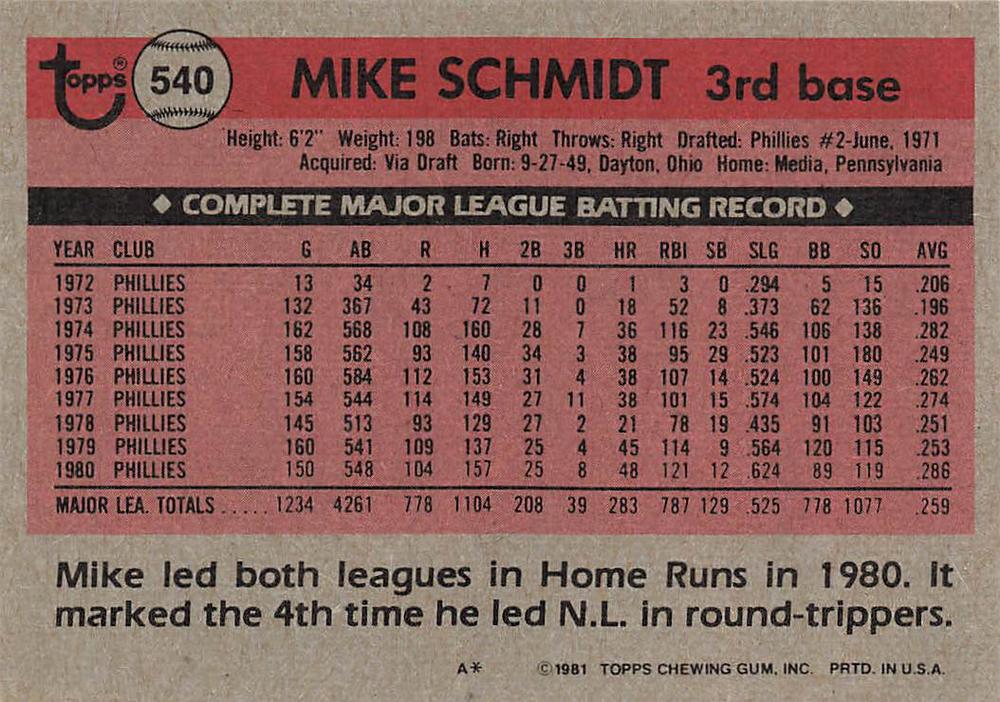 Topps® 540 MIKE SCHMIDT 3rd base
Height: 6'2" Weight: 198 Bats: Right Throws: Right Drafted: Phillies #2-June, 1971
Acquired: Via Draft Born: 9-27-49, Dayton, Ohio Home: Media, Pennsylvania
◆ COMPLETE MAJOR LEAGUE BATTING RECORD ◆
YEAR CLUB G AB R H 2B 3B HR RBI SB SLG BB SO AVG
1972 PHILLIES 13 34 2 7 0 0 1 3 0 .294 5 15 .206
1973 PHILLIES 132 367 43 72 11 0 18 52 8 .373 62 136 .196
1974 PHILLIES 162 568 108 160 28 7 36 116 23 .546 106 138 .282
1975 PHILLIES 158 562 93 140 34 3 38 95 29 .523 101 180 .249
1976 PHILLIES 160 584 112 153 31 4 38 107 14 .524 100 149 .262
1977 PHILLIES 154 544 114 149 27 11 38 101 15 .574 104 122 .274
1978 PHILLIES 145 513 93 129 27 2 21 78 19 .435 91 103 .251
1979 PHILLIES 160 541 109 137 25 4 45 114 9 .564 120 115 .253
1980 PHILLIES 150 548 104 157 25 8 48 121 12 .624 89 119 .286
MAJOR LEA. TOTALS ..... 1234 4261 778 1104 208 39 283 787 129 .525 778 1077 .259
Mike led both leagues in Home Runs in 1980. It
marked the 4th time he led N.L. in round-trippers.
A* ©1981 TOPPS CHEWING GUM, INC. PRTD. IN U.S.A.